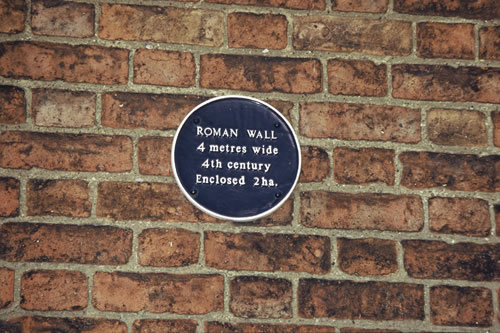 ROMAN WALL
4 metres wide
4th century
Enclosed 2ha.